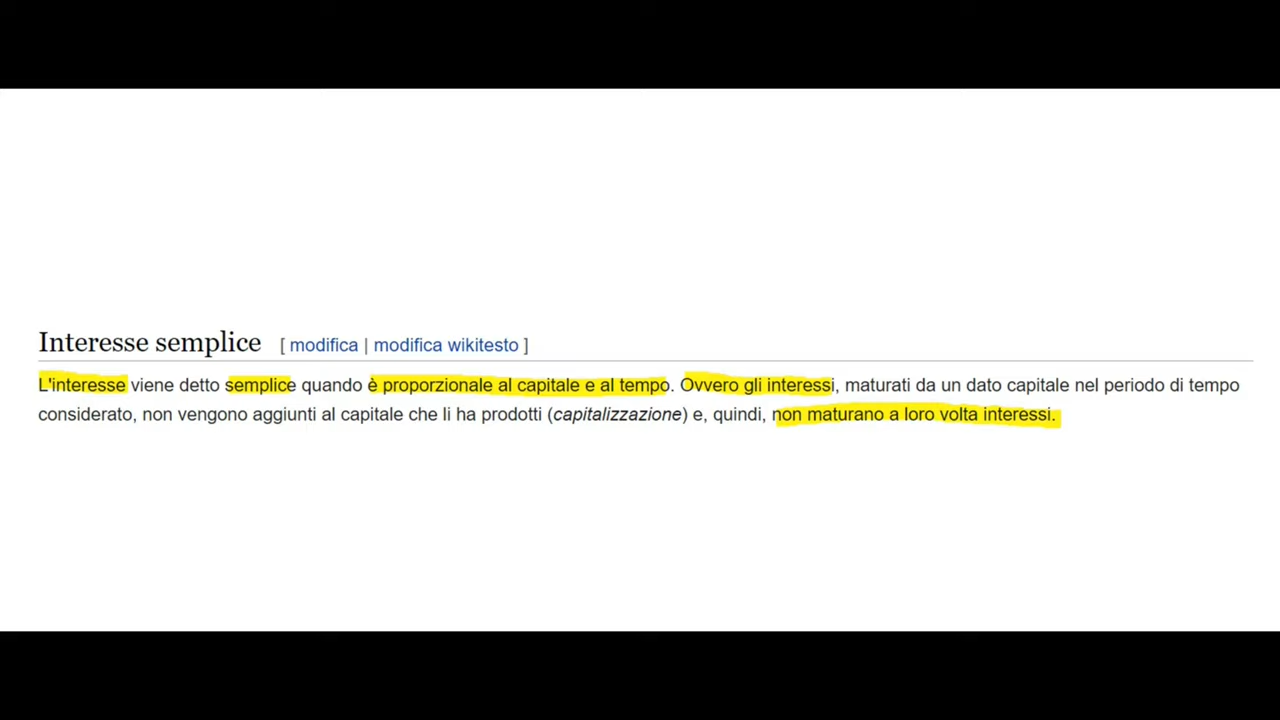 Interesse semplice [ modifica | modifica wikitesto ]
L'interesse viene detto semplice quando è proporzionale al capitale e al tempo. Ovvero gli interessi, maturati da un dato capitale nel periodo di tempo
considerato, non vengono aggiunti al capitale che li ha prodotti (capitalizzazione) e, quindi, non maturano a loro volta interessi.